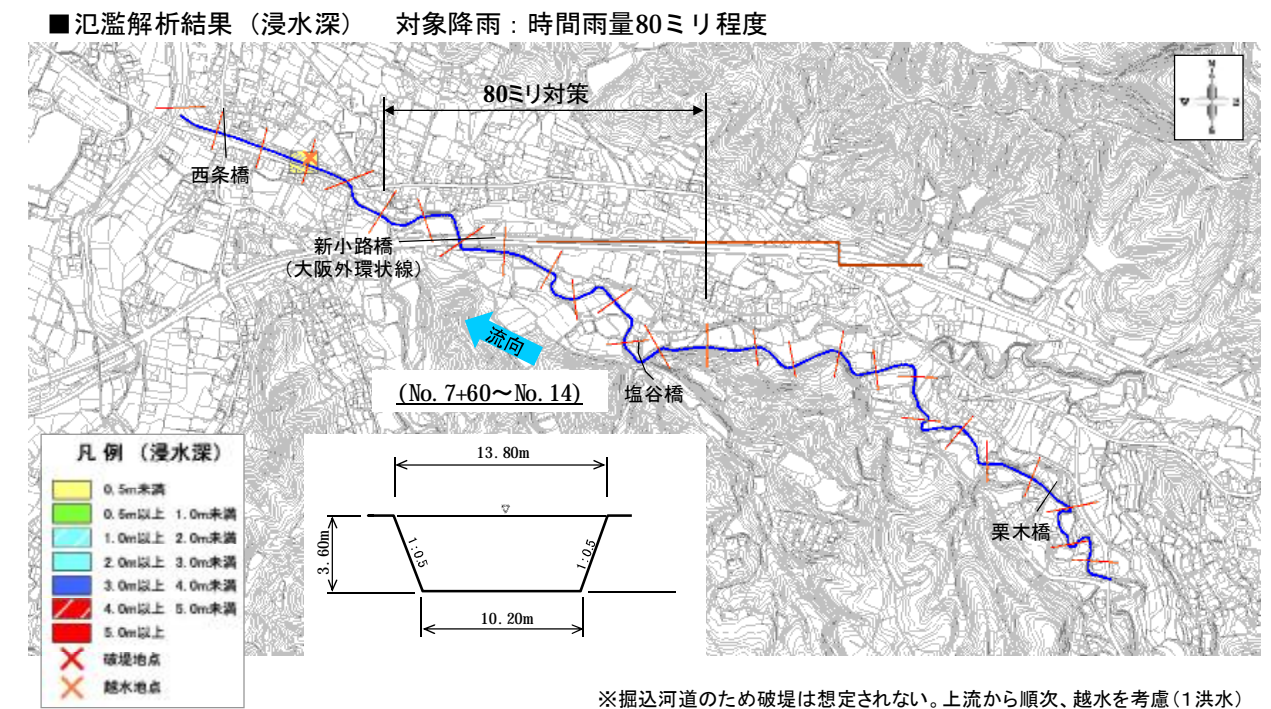 ■氾濫解析結果（浸水深）　対象降雨：時間雨量80ミリ程度
80ミリ対策
N
西条橋
新小路橋
（大阪外環状線）
流向
(No. 7+60～No. 14)
塩谷橋
栗木橋
凡 例 （浸水深）
0. 5m未満
0. 5m以上 1. 0m未満
1. 0m以上 2. 0m未満
2. 0m以上 3. 0m未満
3. 0m以上 4. 0m未満
4. 0m以上 5. 0m未満
5. 0m以上
破堤地点
越水地点
13. 80m
▽
3. 60m
1:0.5
1:0.5
10. 20m
※掘込河道のため破堤は想定されない。上流から順次、越水を考慮（1洪水）